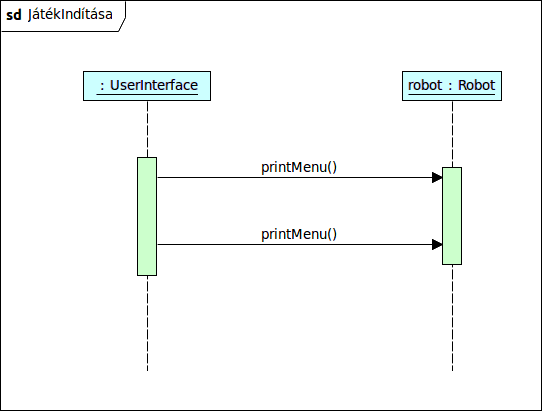 sd JátékIndítása
: UserInterface
robot : Robot
printMenu()
printMenu()